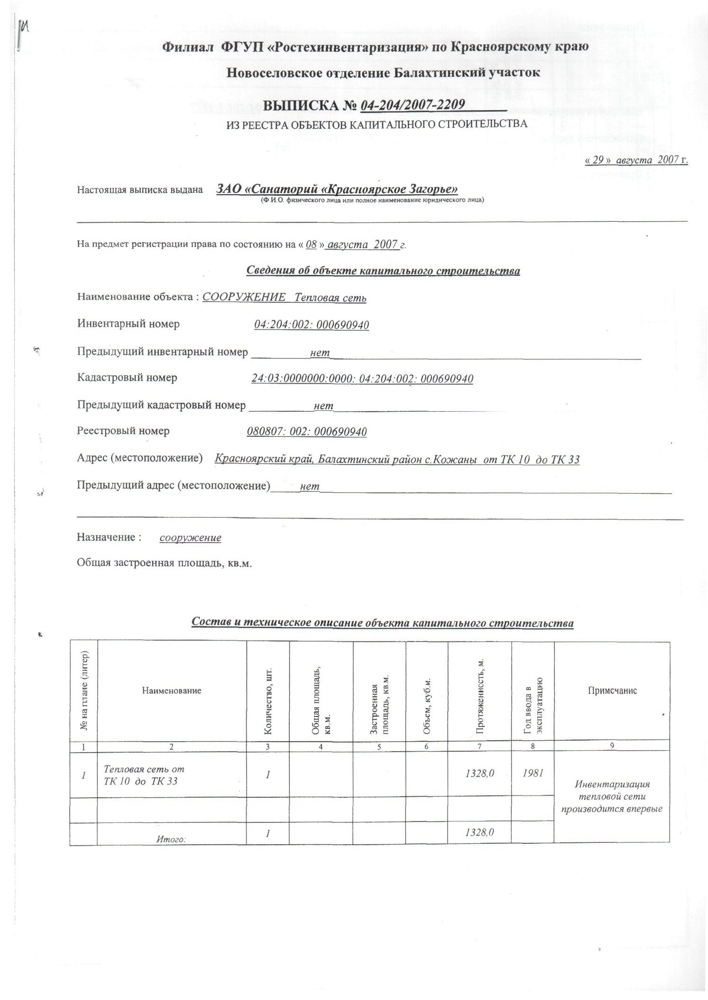 Филиал ФГУП «Ростехинвентаризация» по Красноярскому краю
Новоселовское отделение Балахтинский участок
ВЫПИСКА № 04-204/2007-2209
ИЗ РЕЕСТРА ОБЪЕКТОВ КАПИТАЛЬНОГО СТРОИТЕЛЬСТВА
« 29 » августа 2007 г.
Настоящая выписка выдана ЗАО «Санаторий «Красноярское Загорье»
(Ф.И.О. физического лица или полное наименование юридического лица)
На предмет регистрации права по состоянию на « 08 » августа 2007 г.
Сведения об объекте капитального строительства
Наименование объекта : СООРУЖЕНИЕ Тепловая сеть
Инвентарный номер 04:204:002: 000690940
Предыдущий инвентарный номер нет
Кадастровый номер 24:03:0000000:0000: 04:204:002: 000690940
Предыдущий кадастровый номер нет
Реестровый номер 080807: 002: 000690940
Адрес (местоположение) Красноярский край, Балахтинский район с.Кожаны от ТК 10 до ТК 33
Предыдущий адрес (местоположение) нет
Назначение : сооружение
Общая застроенная площадь, кв.м.
Состав и техническое описание объекта капитального строительства
№ на плане (литер)
Наименование
Количество, шт.
Общая площадь,
кв.м.
Застроенная
площадь, кв.м.
Объем, куб.м.
Протяженность, м.
Год ввода в
эксплуатацию
Примечание
1 2 3 4 5 6 7 8 9
1 Тепловая сеть от 1 1328,0 1981
ТК 10 до ТК 33
Инвентаризация
тепловой сети
производится впервые
Итого: 1 1328,0